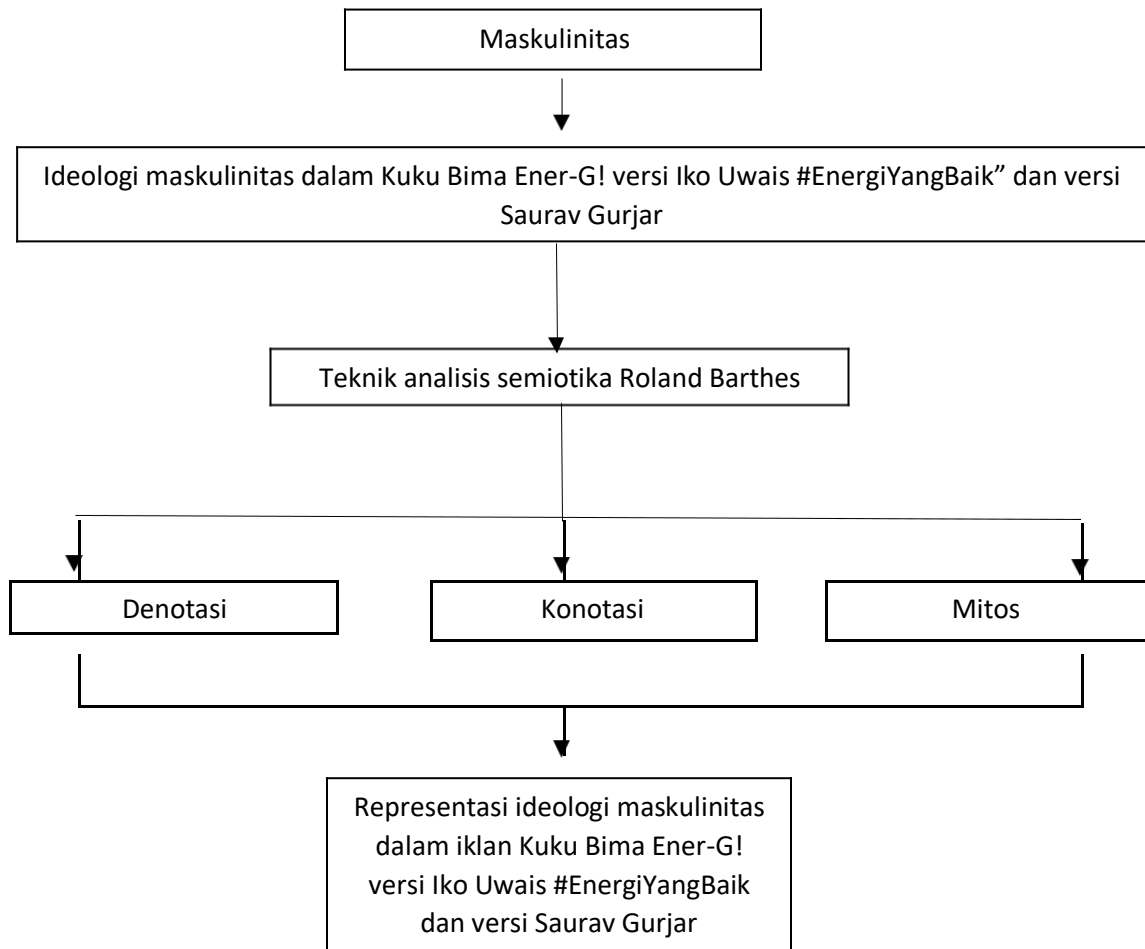 Maskulinitas
Ideologi maskulinitas dalam Kuku Bima Ener-G! versi Iko Uwais #EnergiYangBaik” dan versi
Saurav Gurjar
Teknik analisis semiotika Roland Barthes
Denotasi
Konotasi
Mitos
Representasi ideologi maskulinitas
dalam iklan Kuku Bima Ener-G!
versi Iko Uwais #EnergiYangBaik
dan versi Saurav Gurjar